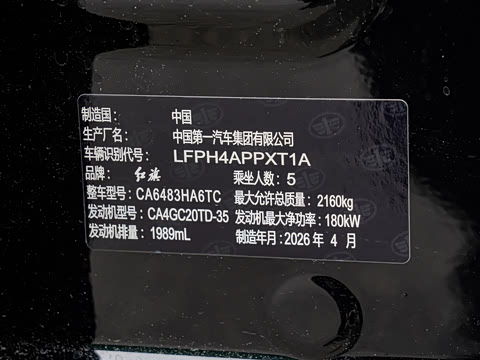 制造国： 中国
生产厂名： 中国第一汽车集团有限公司
车辆识别代号： LFPH4APPXT1A
品牌： 红旗 乘坐人数：5
整车型号：CA6483HA6TC 最大允许总质量： 2160kg
发动机型号：CA4GC20TD-35 发动机最大净功率：180kW
发动机排量：1989mL 制造年月：2026 年 4 月